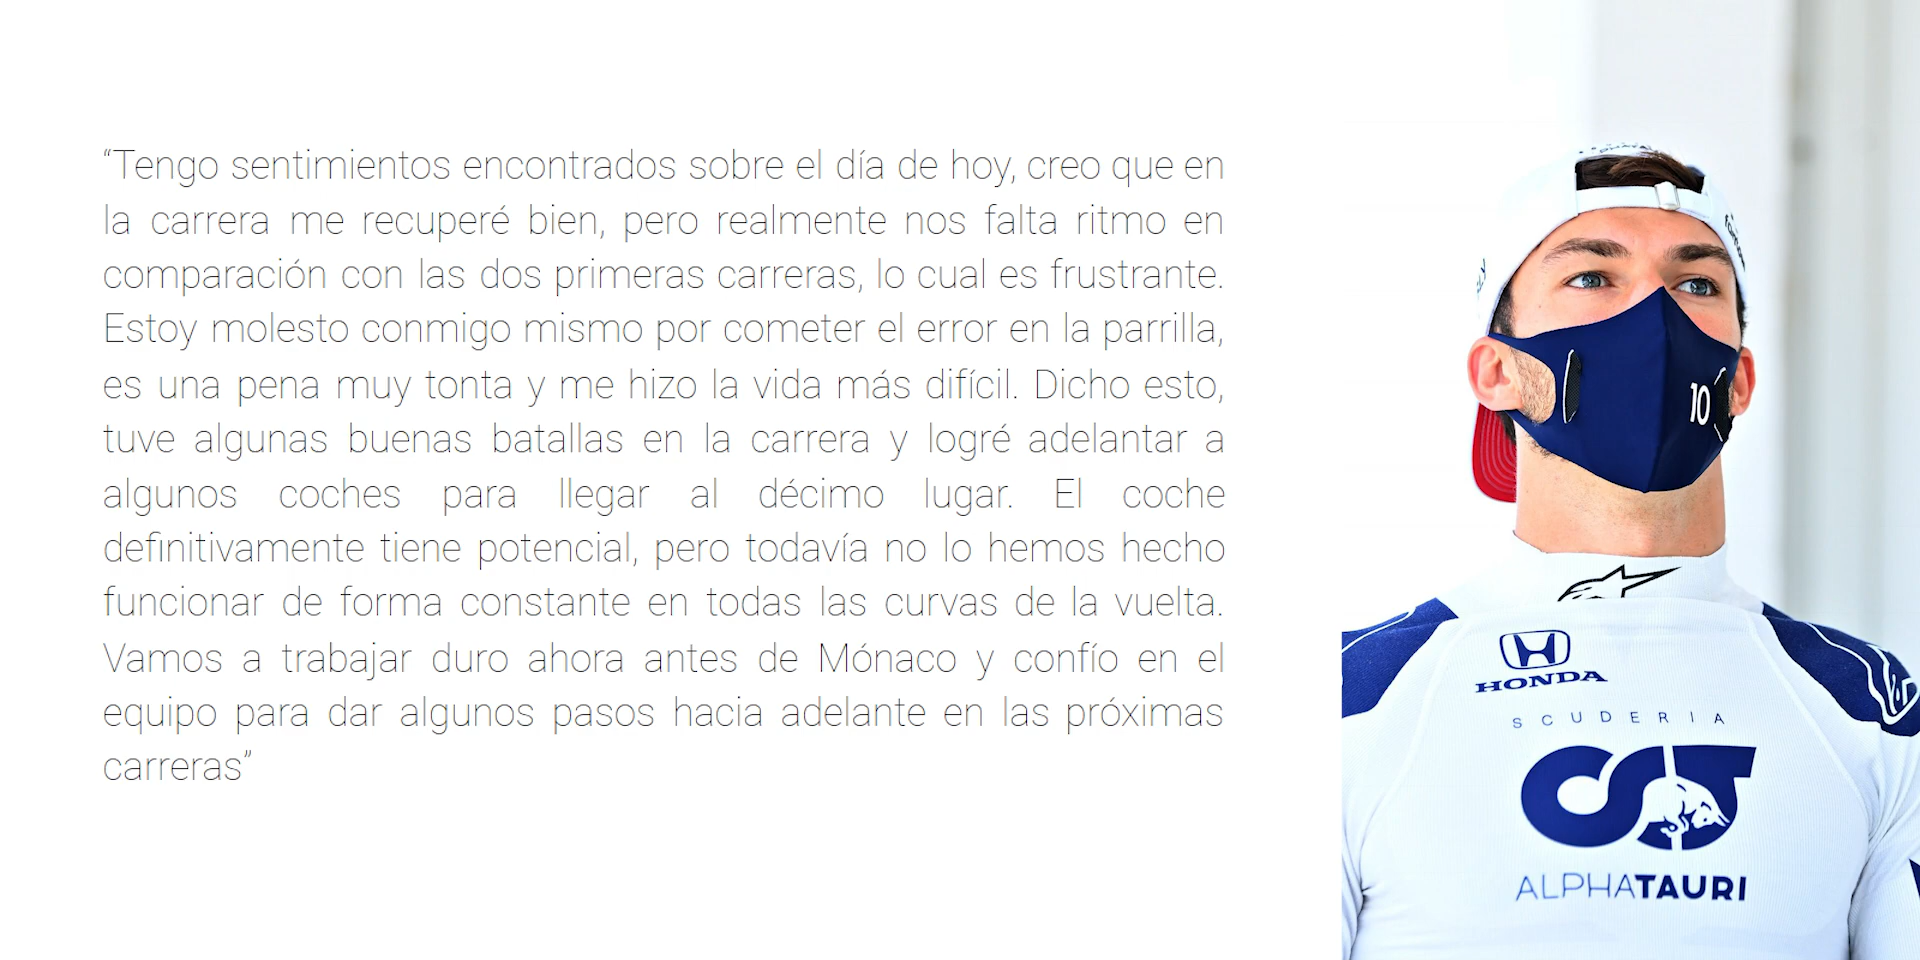 “Tengo sentimientos encontrados sobre el día de hoy, creo que en
la carrera me recuperé bien, pero realmente nos falta ritmo en
comparación con las dos primeras carreras, lo cual es frustrante.
Estoy molesto conmigo mismo por cometer el error en la parrilla,
es una pena muy tonta y me hizo la vida más difícil. Dicho esto,
tuve algunas buenas batallas en la carrera y logré adelantar a
algunos coches para llegar al décimo lugar. El coche
definitivamente tiene potencial, pero todavía no lo hemos hecho
funcionar de forma constante en todas las curvas de la vuelta.
Vamos a trabajar duro ahora antes de Mónaco y confío en el
equipo para dar algunos pasos hacia adelante en las próximas
carreras”
10
HONDA
SCUDERIA
ALPHATAURI